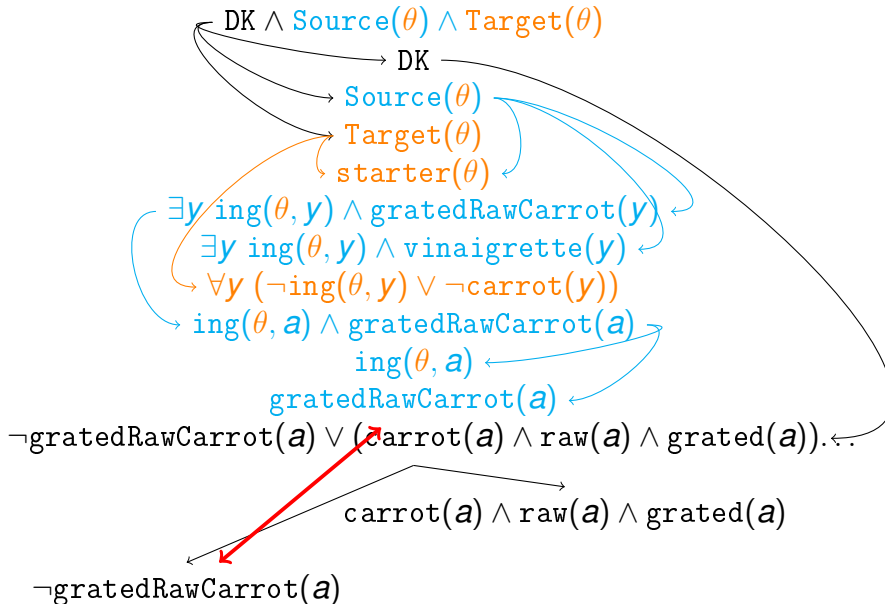 DK ∧ Source(θ) ∧ Target(θ)
DK
Source(θ)
Target(θ)
starter(θ)
∃y ing(θ, y) ∧ gratedRawCarrot(y)
∃y ing(θ, y) ∧ vinaigrette(y)
∀y (¬ing(θ, y) ∨ ¬carrot(y))
ing(θ, a) ∧ gratedRawCarrot(a)
ing(θ, a)
gratedRawCarrot(a)
¬gratedRawCarrot(a) ∨ (carrot(a) ∧ raw(a) ∧ grated(a))...
carrot(a) ∧ raw(a) ∧ grated(a)
¬gratedRawCarrot(a)